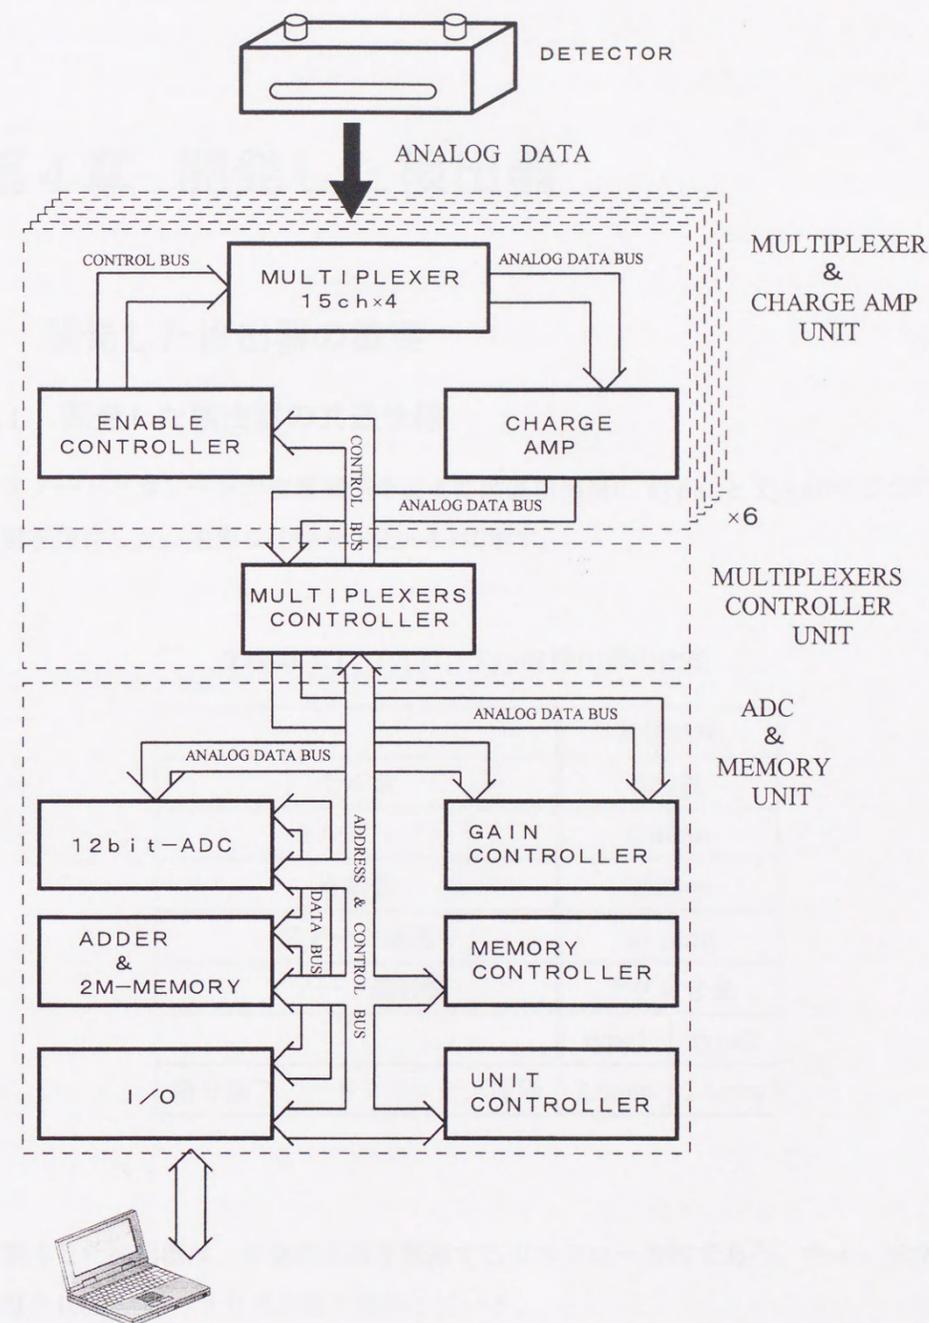 DETECTOR
ANALOG DATA
MULTIPLEXER
&
CHARGE AMP
UNIT
CONTROL BUS
MULTIPLEXER
15ch×4
ANALOG DATA BUS
ENABLE
CONTROLLER
CONTROL BUS
CHARGE
AMP
ANALOG DATA BUS
×6
MULTIPLEXERS
CONTROLLER
MULTIPLEXERS
CONTROLLER
UNIT
ANALOG DATA BUS
ADC
&
MEMORY
UNIT
ANALOG DATA BUS
12bit-ADC
ADDRESS & CONTROL BUS
GAIN
CONTROLLER
DATA BUS
ADDER
&
2M-MEMORY
MEMORY
CONTROLLER
I/O
UNIT
CONTROLLER